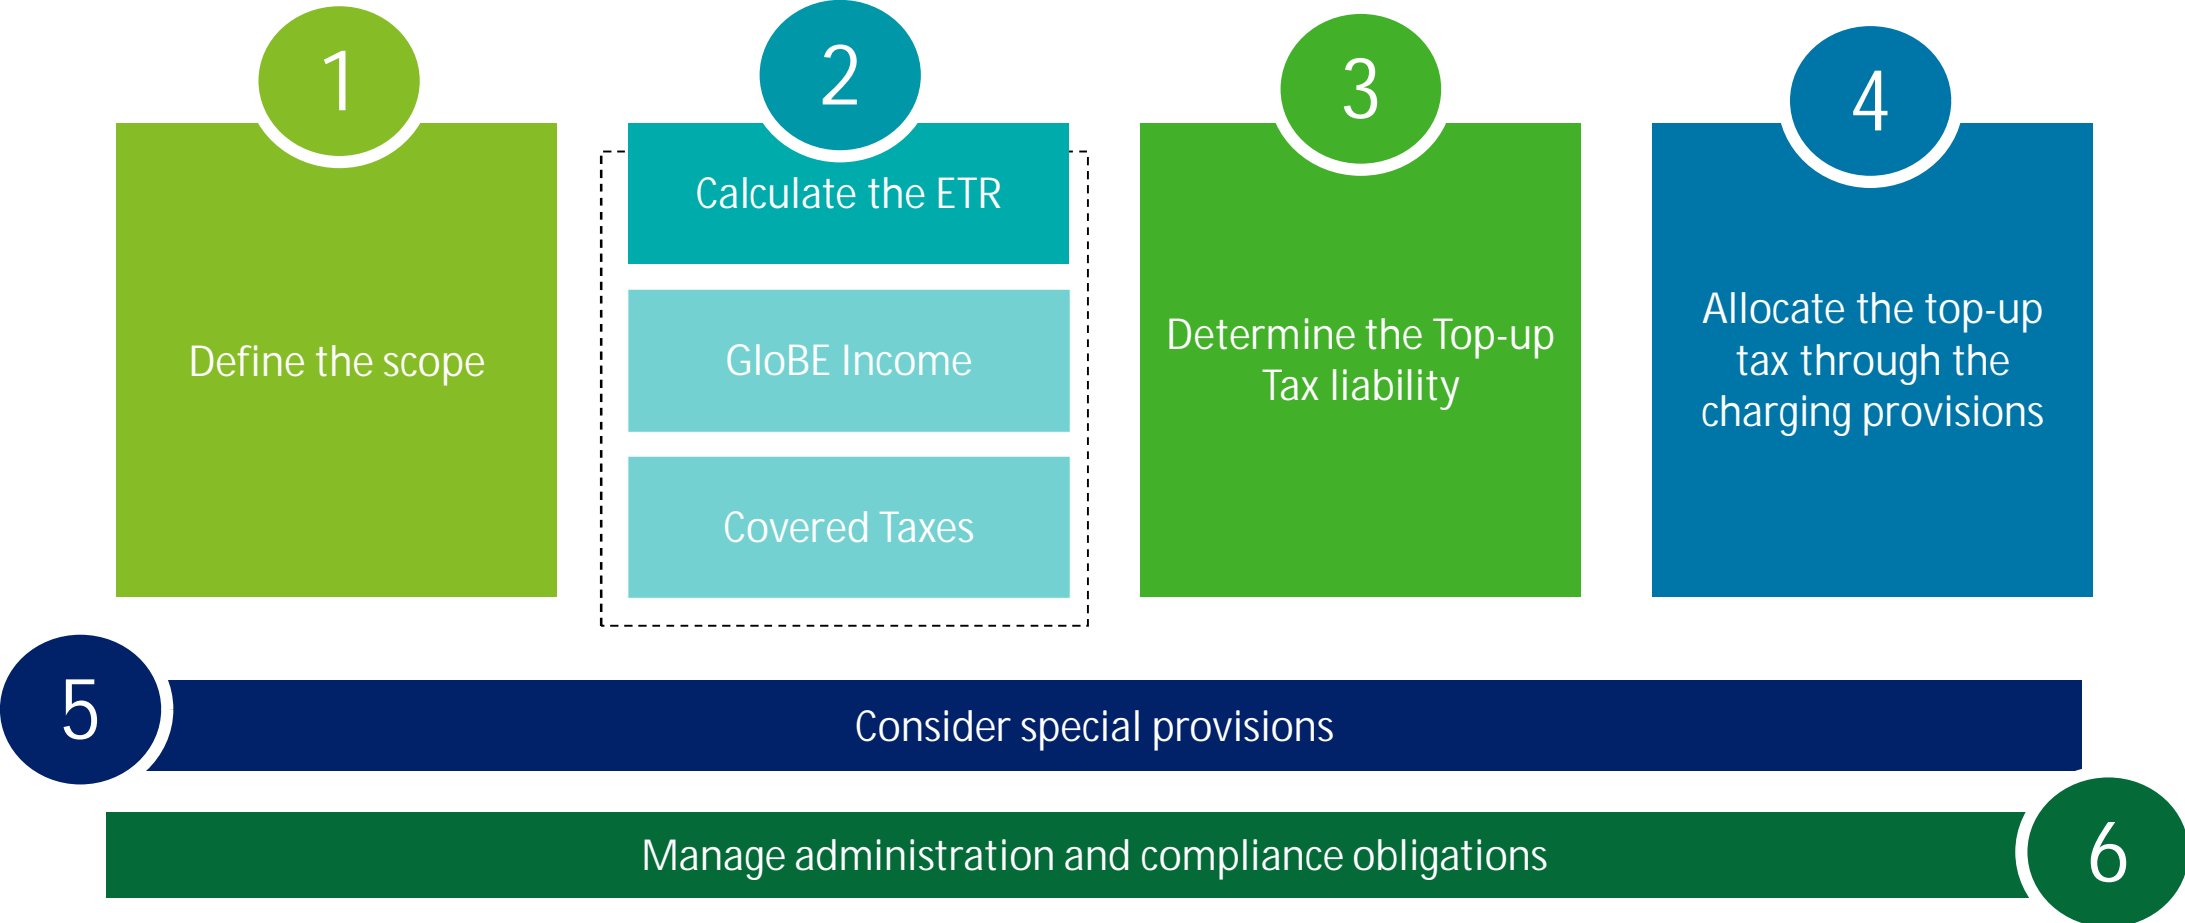 1
Define the scope
2
Calculate the ETR
GloBE Income
Covered Taxes
3
Determine the Top-up
Tax liability
4
Allocate the top-up
tax through the
charging provisions
5
Consider special provisions
Manage administration and compliance obligations
6